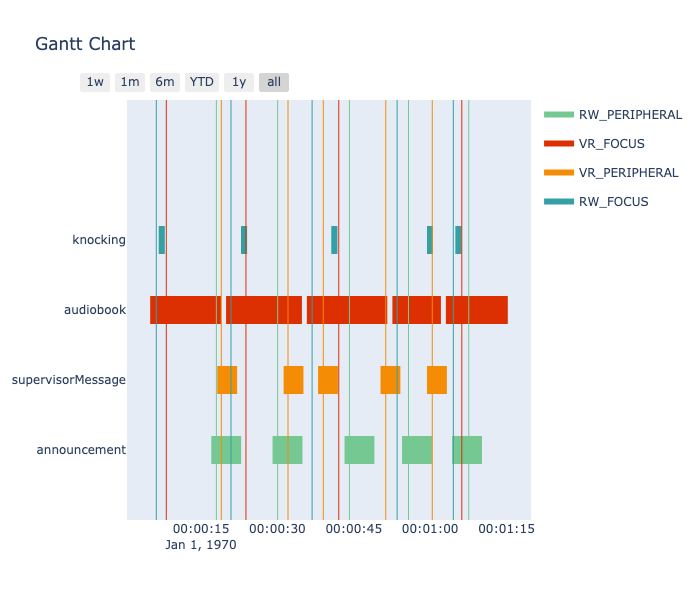 Gantt Chart
1w 1m 6m YTD 1y all
RW_PERIPHERAL
VR_FOCUS
VR_PERIPHERAL
RW_FOCUS
knocking
audiobook
supervisorMessage
announcement
00:00:15 00:00:30 00:00:45 00:01:00 00:01:15
Jan 1, 1970